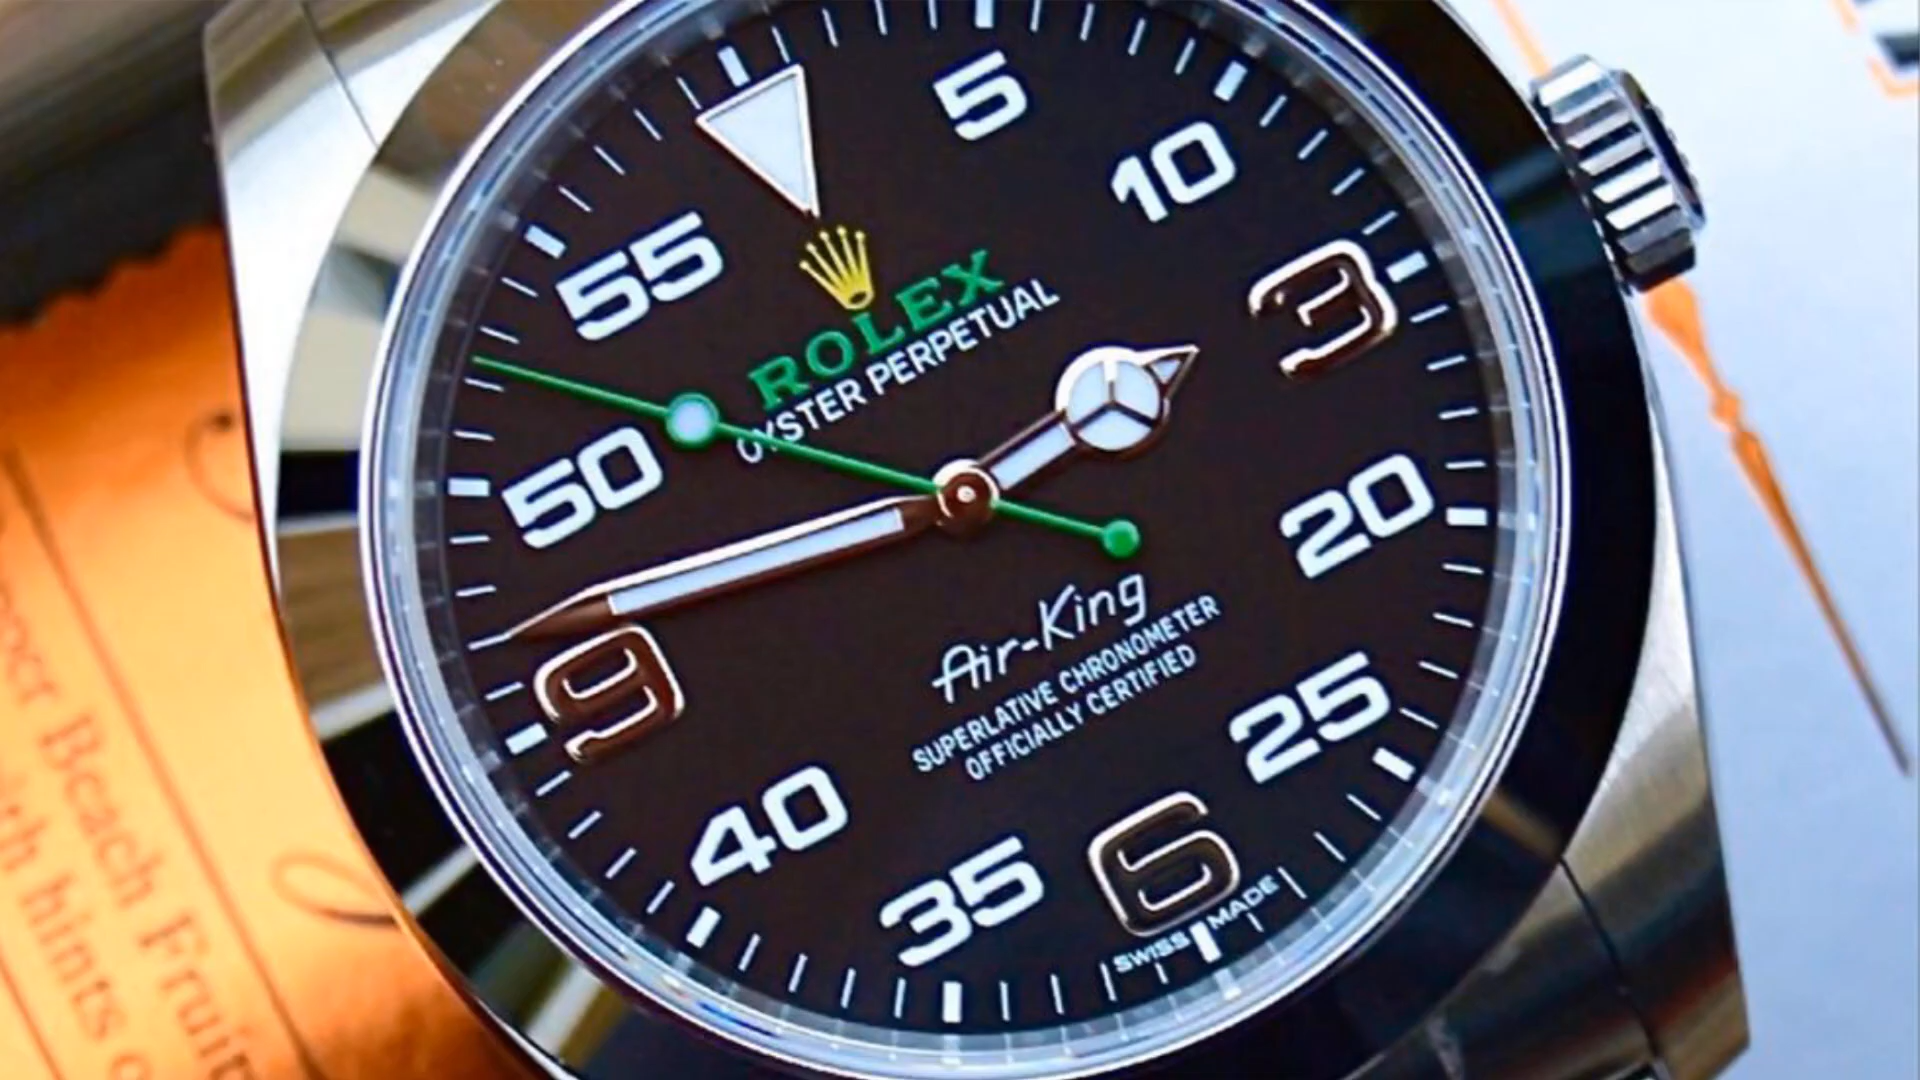 5
10
55
3
ROLEX
OYSTER PERPETUAL
50
20
Air-King
9
SUPERLATIVE CHRONOMETER
OFFICIALLY CERTIFIED
25
40
35
6
SWISS MADE
Beach Fruit
hints